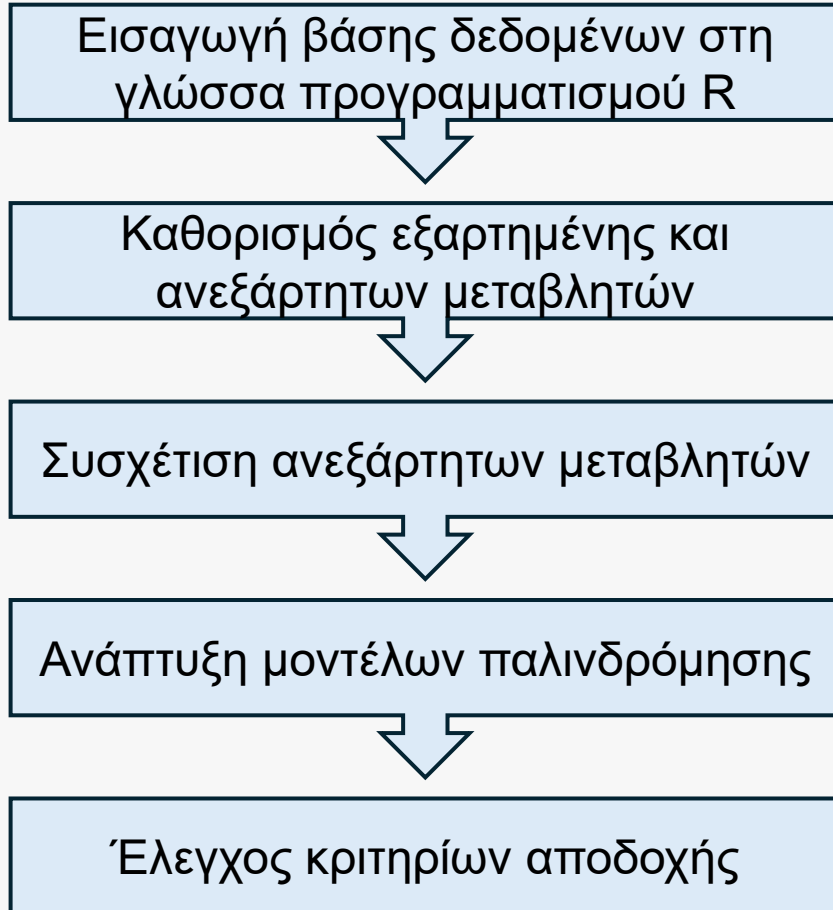 Εισαγωγή βάσης δεδομένων στη
γλώσσα προγραμματισμού R
Καθορισμός εξαρτημένης και
ανεξάρτητων μεταβλητών
Συσχέτιση ανεξάρτητων μεταβλητών
Ανάπτυξη μοντέλων παλινδρόμησης
Έλεγχος κριτηρίων αποδοχής